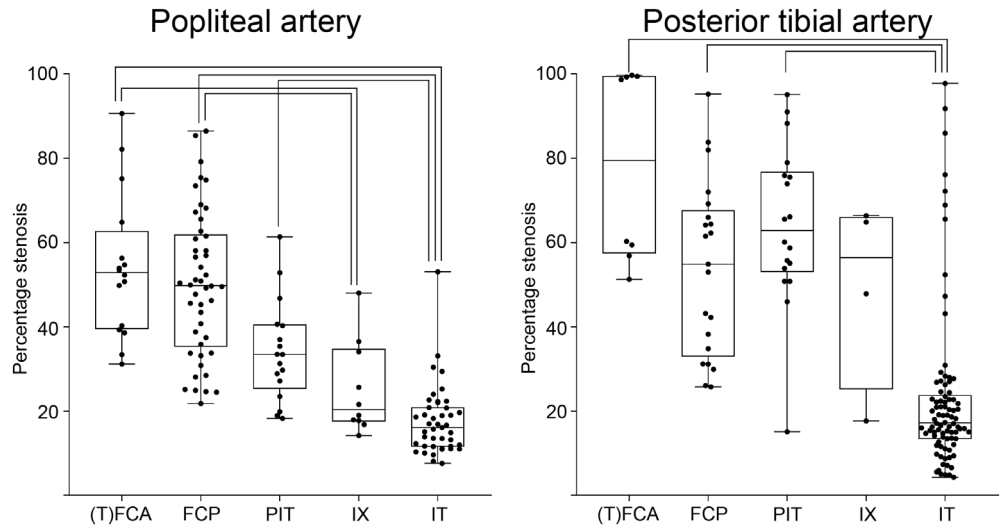 Popliteal artery
Percentage stenosis
100
80
60
40
20
(T)FCA FCP PIT IX IT
Posterior tibial artery
Percentage stenosis
100
80
60
40
20
(T)FCA FCP PIT IX IT